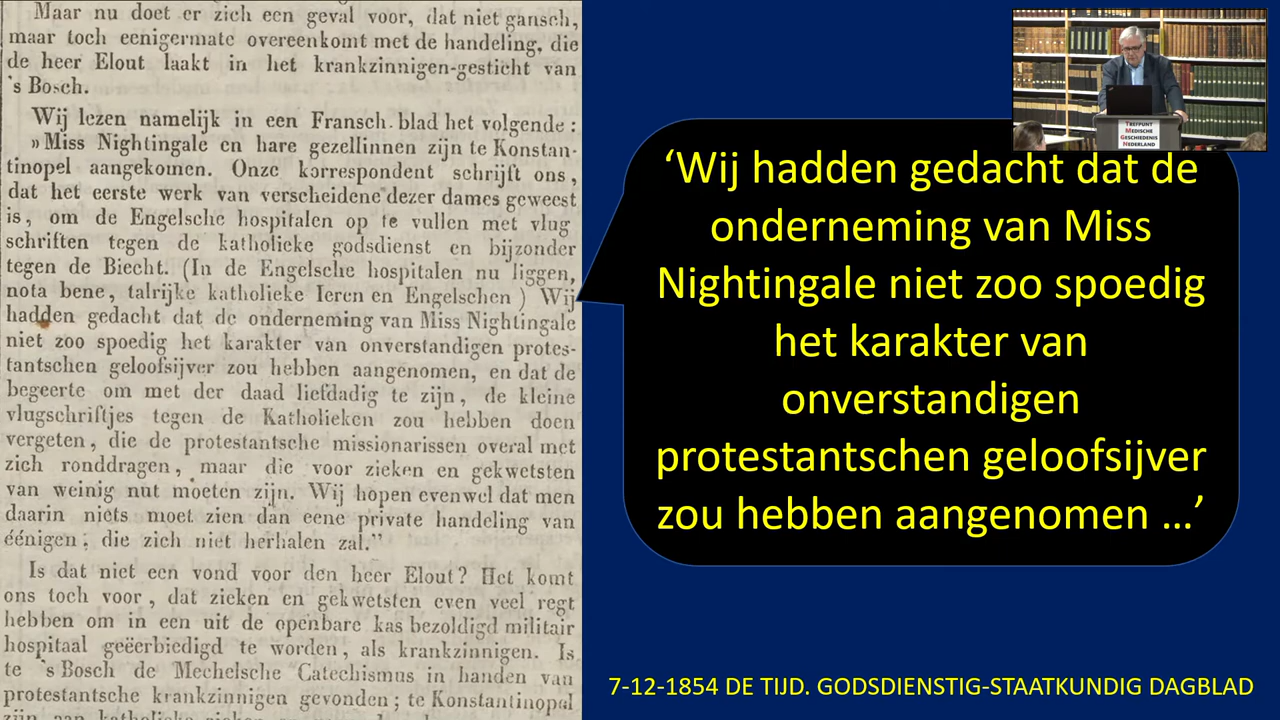 Maar nu doet er zich een geval voor, dat niet gansch,
maar toch eenigermate overeenkomt met de handeling, die
de heer Elout laakt in het krankzinnigen-gesticht van
's Bosch.
Wij lezen namelijk in een Fransch blad het volgende:
»Miss Nightingale en hare gezellinnen zijn te Konstan-
tinopel aangekomen. Onze korrespondent schrijft ons,
dat het eerste werk van verscheidene dezer dames geweest
is, om de Engelsche hospitalen op te vullen met vlug
schriften tegen de katholieke godsdienst en bijzonder
tegen de Biecht. (In de Engelsche hospitalen nu liggen,
nota bene, talrijke katholieke Ieren en Engelschen) Wij
hadden gedacht dat de onderneming van Miss Nightingale
niet zoo spoedig het karakter van onverstandigen protes-
tantschen geloofsijver zou hebben aangenomen, en dat de
begeerte om met der daad liefdadig te zijn, de kleine
vlugschriftjes tegen de Katholieken zou hebben doen
vergeten, die de protestantsche missionarissen overal met
zich ronddragen, maar die voor zieken en gekwetsten
van weinig nut moeten zijn. Wij hopen evenwel dat men
daarin niets moet zien dan eene private handeling van
éénigen, die zich niet herhalen zal."
Is dat niet een vond voor den heer Elout? Het komt
ons toch voor, dat zieken en gekwetsten even veel regt
hebben om in een uit de openbare kas bezoldigd militair
hospitaal geëerbiedigd te worden, als krankzinnigen. Is
te 's Bosch de Mechelsche Catechismus in handen van
protestantsche krankzinnigen gevonden; te Konstantinopel
zijn aan katholieke zieken
TREFPUNT
MEDISCHE
GESCHIEDENIS
NEDERLAND
‘Wij hadden gedacht dat de
onderneming van Miss
Nightingale niet zoo spoedig
het karakter van
onverstandigen
protestantschen geloofsijver
zou hebben aangenomen …’
7-12-1854 DE TIJD. GODSDIENSTIG-STAATKUNDIG DAGBLAD